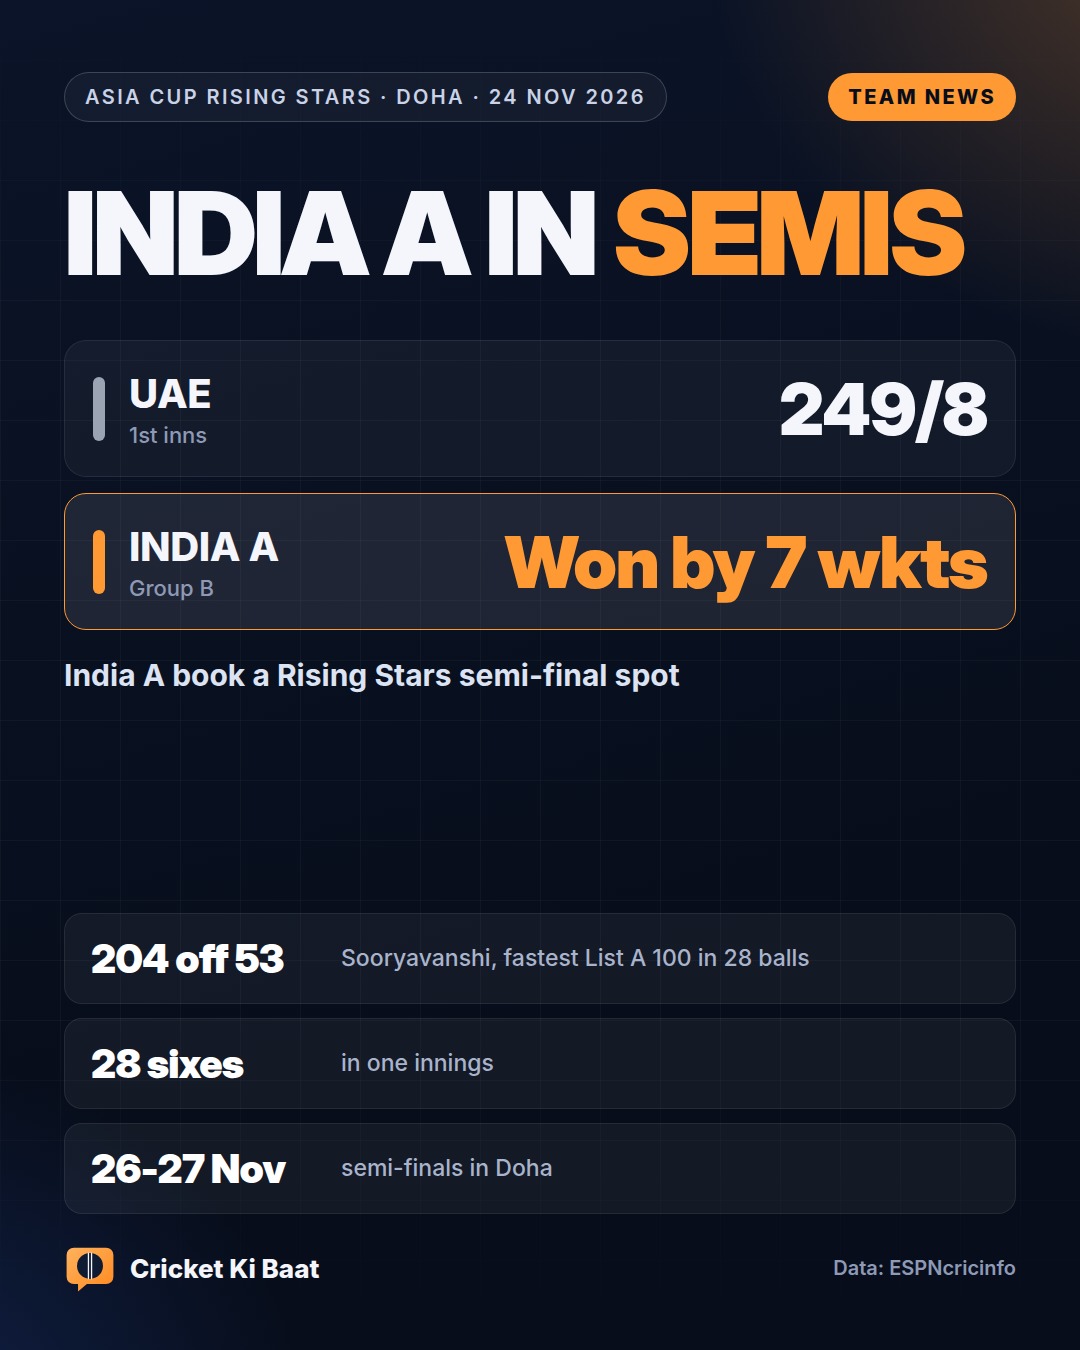 ASIA CUP RISING STARS · DOHA · 24 NOV 2026
TEAM NEWS
INDIA A IN SEMIS
UAE
1st inns
249/8
INDIA A
Group B
Won by 7 wkts
India A book a Rising Stars semi-final spot
204 off 53
Sooryavanshi, fastest List A 100 in 28 balls
28 sixes
in one innings
26-27 Nov
semi-finals in Doha
Cricket Ki Baat
Data: ESPNcricinfo